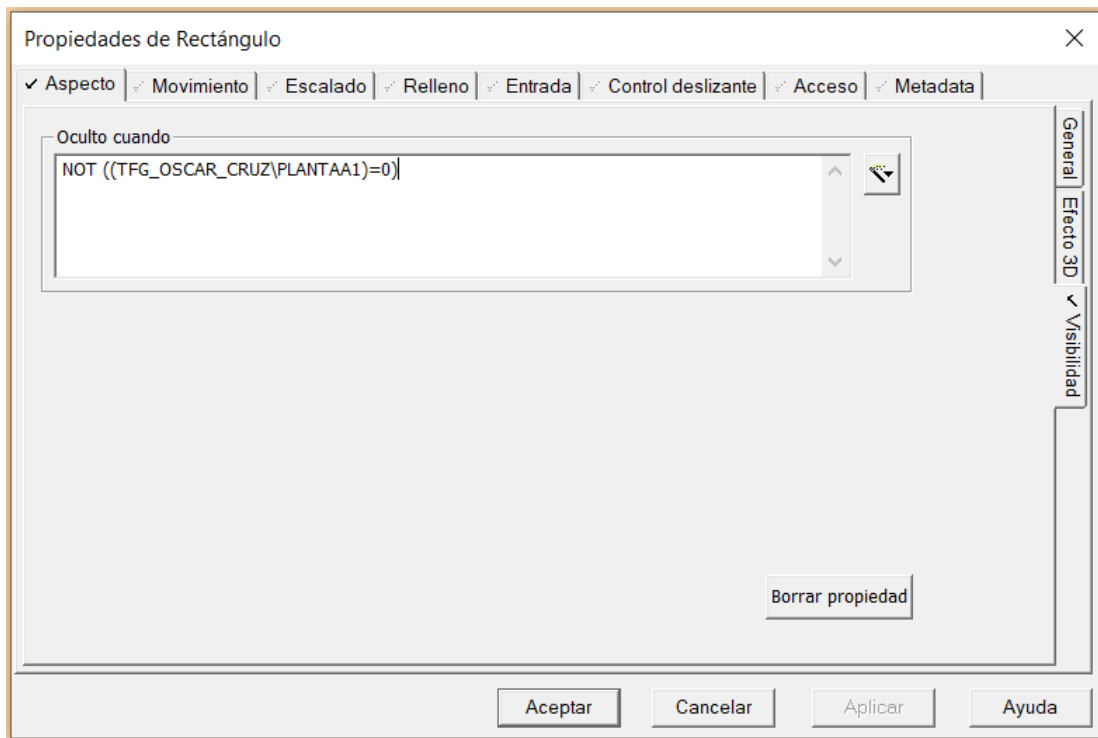 Propiedades de Rectángulo
Aspecto Movimiento Escalado Relleno Entrada Control deslizante Acceso Metadata
Oculto cuando
NOT ((TFG_OSCAR_CRUZ\PLANTAA1)=0)
General
Efecto 3D
Visibilidad
Borrar propiedad
Aceptar Cancelar Aplicar Ayuda